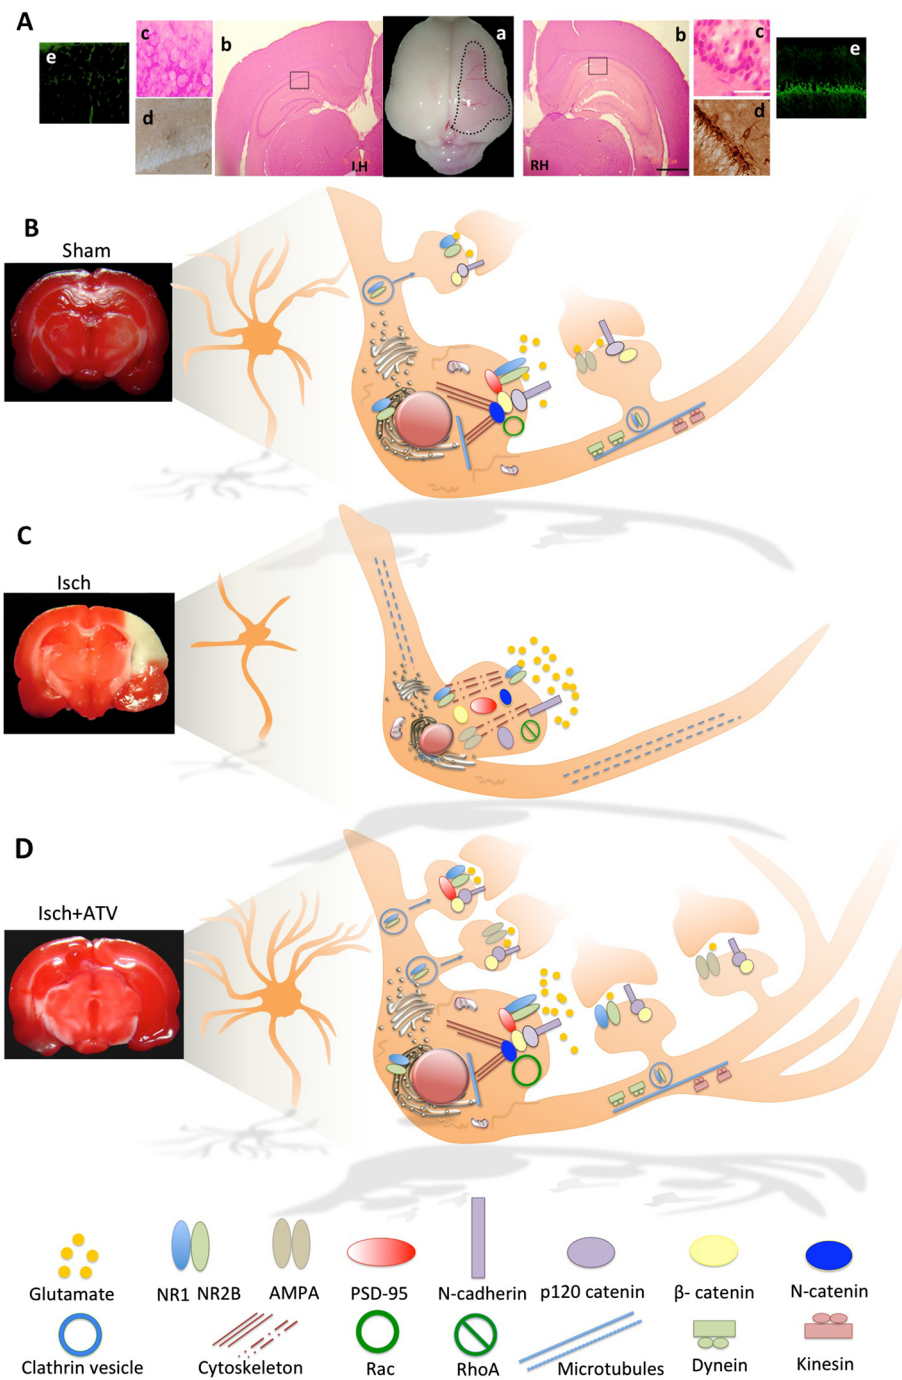 A
e
c
b
a
b
c
e
d
d
LH
RH
B
Sham
C
Isch
D
Isch+ATV
Glutamate
NR1 NR2B
AMPA
PSD-95
N-cadherin
p120 catenin
β- catenin
N-catenin
Clathrin vesicle
Cytoskeleton
Rac
RhoA
Microtubules
Dynein
Kinesin